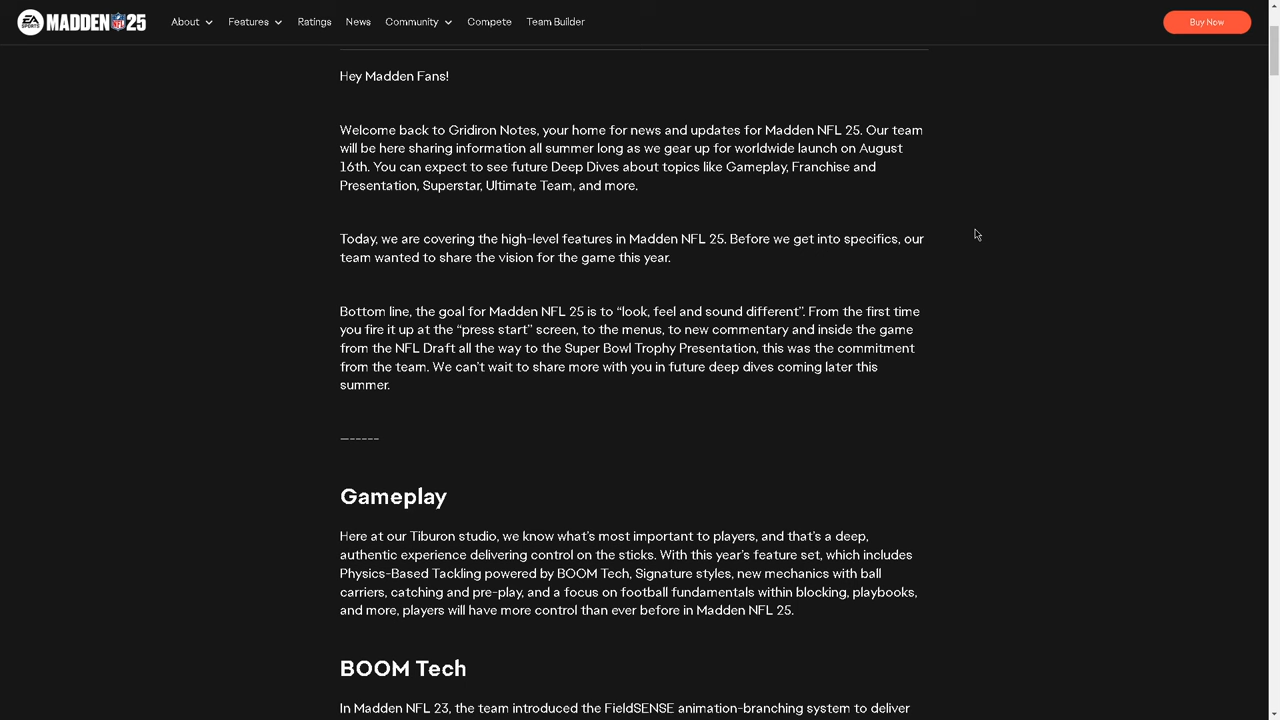 EA SPORTS MADDEN NFL 25 About Features Ratings News Community Compete Team Builder Buy Now
Hey Madden Fans!
Welcome back to Gridiron Notes, your home for news and updates for Madden NFL 25. Our team
will be here sharing information all summer long as we gear up for worldwide launch on August
16th. You can expect to see future Deep Dives about topics like Gameplay, Franchise and
Presentation, Superstar, Ultimate Team, and more.
Today, we are covering the high-level features in Madden NFL 25. Before we get into specifics, our
team wanted to share the vision for the game this year.
Bottom line, the goal for Madden NFL 25 is to “look, feel and sound different”. From the first time
you fire it up at the “press start” screen, to the menus, to new commentary and inside the game
from the NFL Draft all the way to the Super Bowl Trophy Presentation, this was the commitment
from the team. We can’t wait to share more with you in future deep dives coming later this
summer.
—------
Gameplay
Here at our Tiburon studio, we know what’s most important to players, and that’s a deep,
authentic experience delivering control on the sticks. With this year’s feature set, which includes
Physics-Based Tackling powered by BOOM Tech, Signature styles, new mechanics with ball
carriers, catching and pre-play, and a focus on football fundamentals within blocking, playbooks,
and more, players will have more control than ever before in Madden NFL 25.
BOOM Tech
In Madden NFL 23, the team introduced the FieldSENSE animation-branching system to deliver